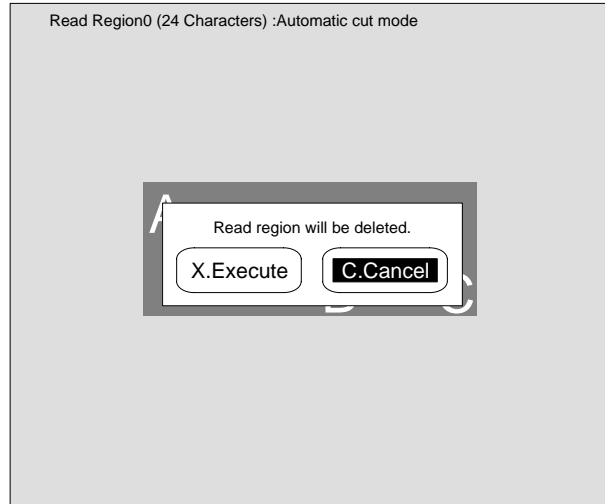 Read Region0 (24 Characters) :Automatic cut mode
A
Read region will be deleted.
X.Execute C.Cancel
B C